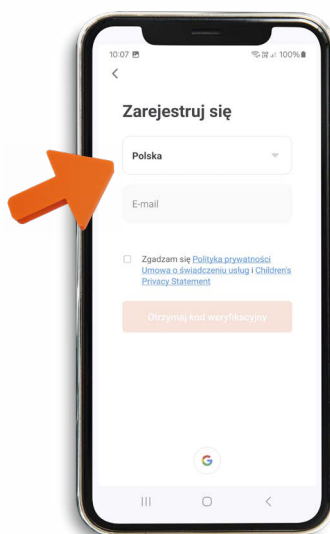 10:07 100%
Zarejestruj się
Polska
E-mail
Zgadzam się Polityka prywatności
Umowa o świadczeniu usług i Children's
Privacy Statement
Otrzymaj kod weryfikacyjny